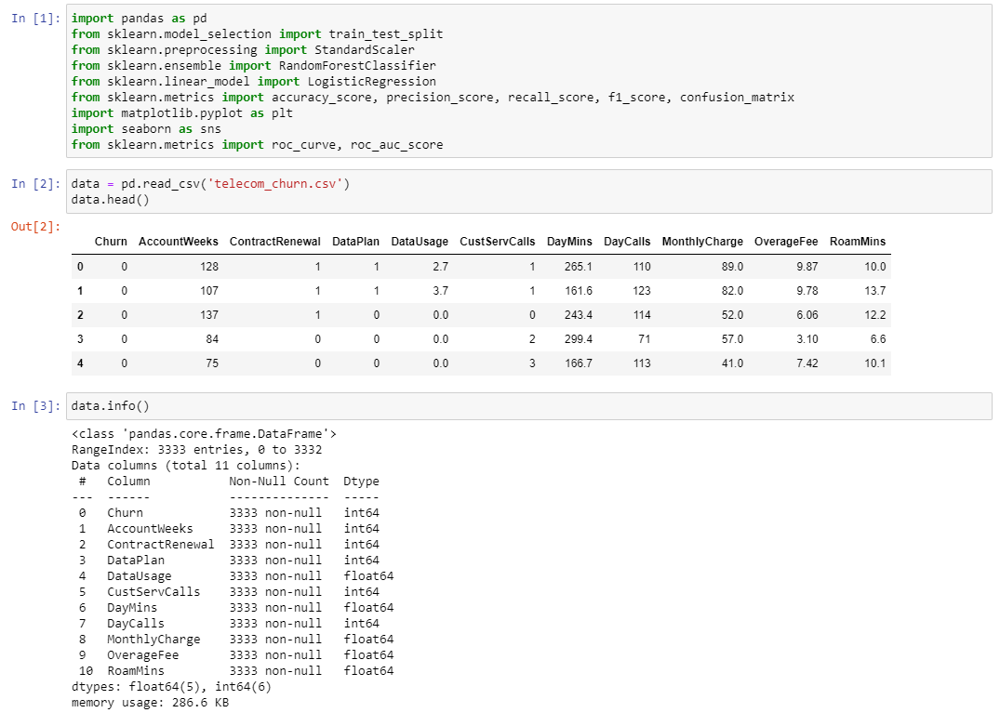 In [1]: import pandas as pd
from sklearn.model_selection import train_test_split
from sklearn.preprocessing import StandardScaler
from sklearn.ensemble import RandomForestClassifier
from sklearn.linear_model import LogisticRegression
from sklearn.metrics import accuracy_score, precision_score, recall_score, f1_score, confusion_matrix
import matplotlib.pyplot as plt
import seaborn as sns
from sklearn.metrics import roc_curve, roc_auc_score
In [2]: data = pd.read_csv('telecom_churn.csv')
data.head()
Out[2]:
Churn AccountWeeks ContractRenewal DataPlan DataUsage CustServCalls DayMins DayCalls MonthlyCharge OverageFee RoamMins
0 0 128 1 1 2.7 1 265.1 110 89.0 9.87 10.0
1 0 107 1 1 3.7 1 161.6 123 82.0 9.78 13.7
2 0 137 1 0 0.0 0 243.4 114 52.0 6.06 12.2
3 0 84 0 0 0.0 2 299.4 71 57.0 3.10 6.6
4 0 75 0 0 0.0 3 166.7 113 41.0 7.42 10.1
In [3]: data.info()
<class 'pandas.core.frame.DataFrame'>
RangeIndex: 3333 entries, 0 to 3332
Data columns (total 11 columns):
# Column Non-Null Count Dtype
--- ------ -------------- -----
0 Churn 3333 non-null int64
1 AccountWeeks 3333 non-null int64
2 ContractRenewal 3333 non-null int64
3 DataPlan 3333 non-null int64
4 DataUsage 3333 non-null float64
5 CustServCalls 3333 non-null int64
6 DayMins 3333 non-null float64
7 DayCalls 3333 non-null int64
8 MonthlyCharge 3333 non-null float64
9 OverageFee 3333 non-null float64
10 RoamMins 3333 non-null float64
dtypes: float64(5), int64(6)
memory usage: 286.6 KB